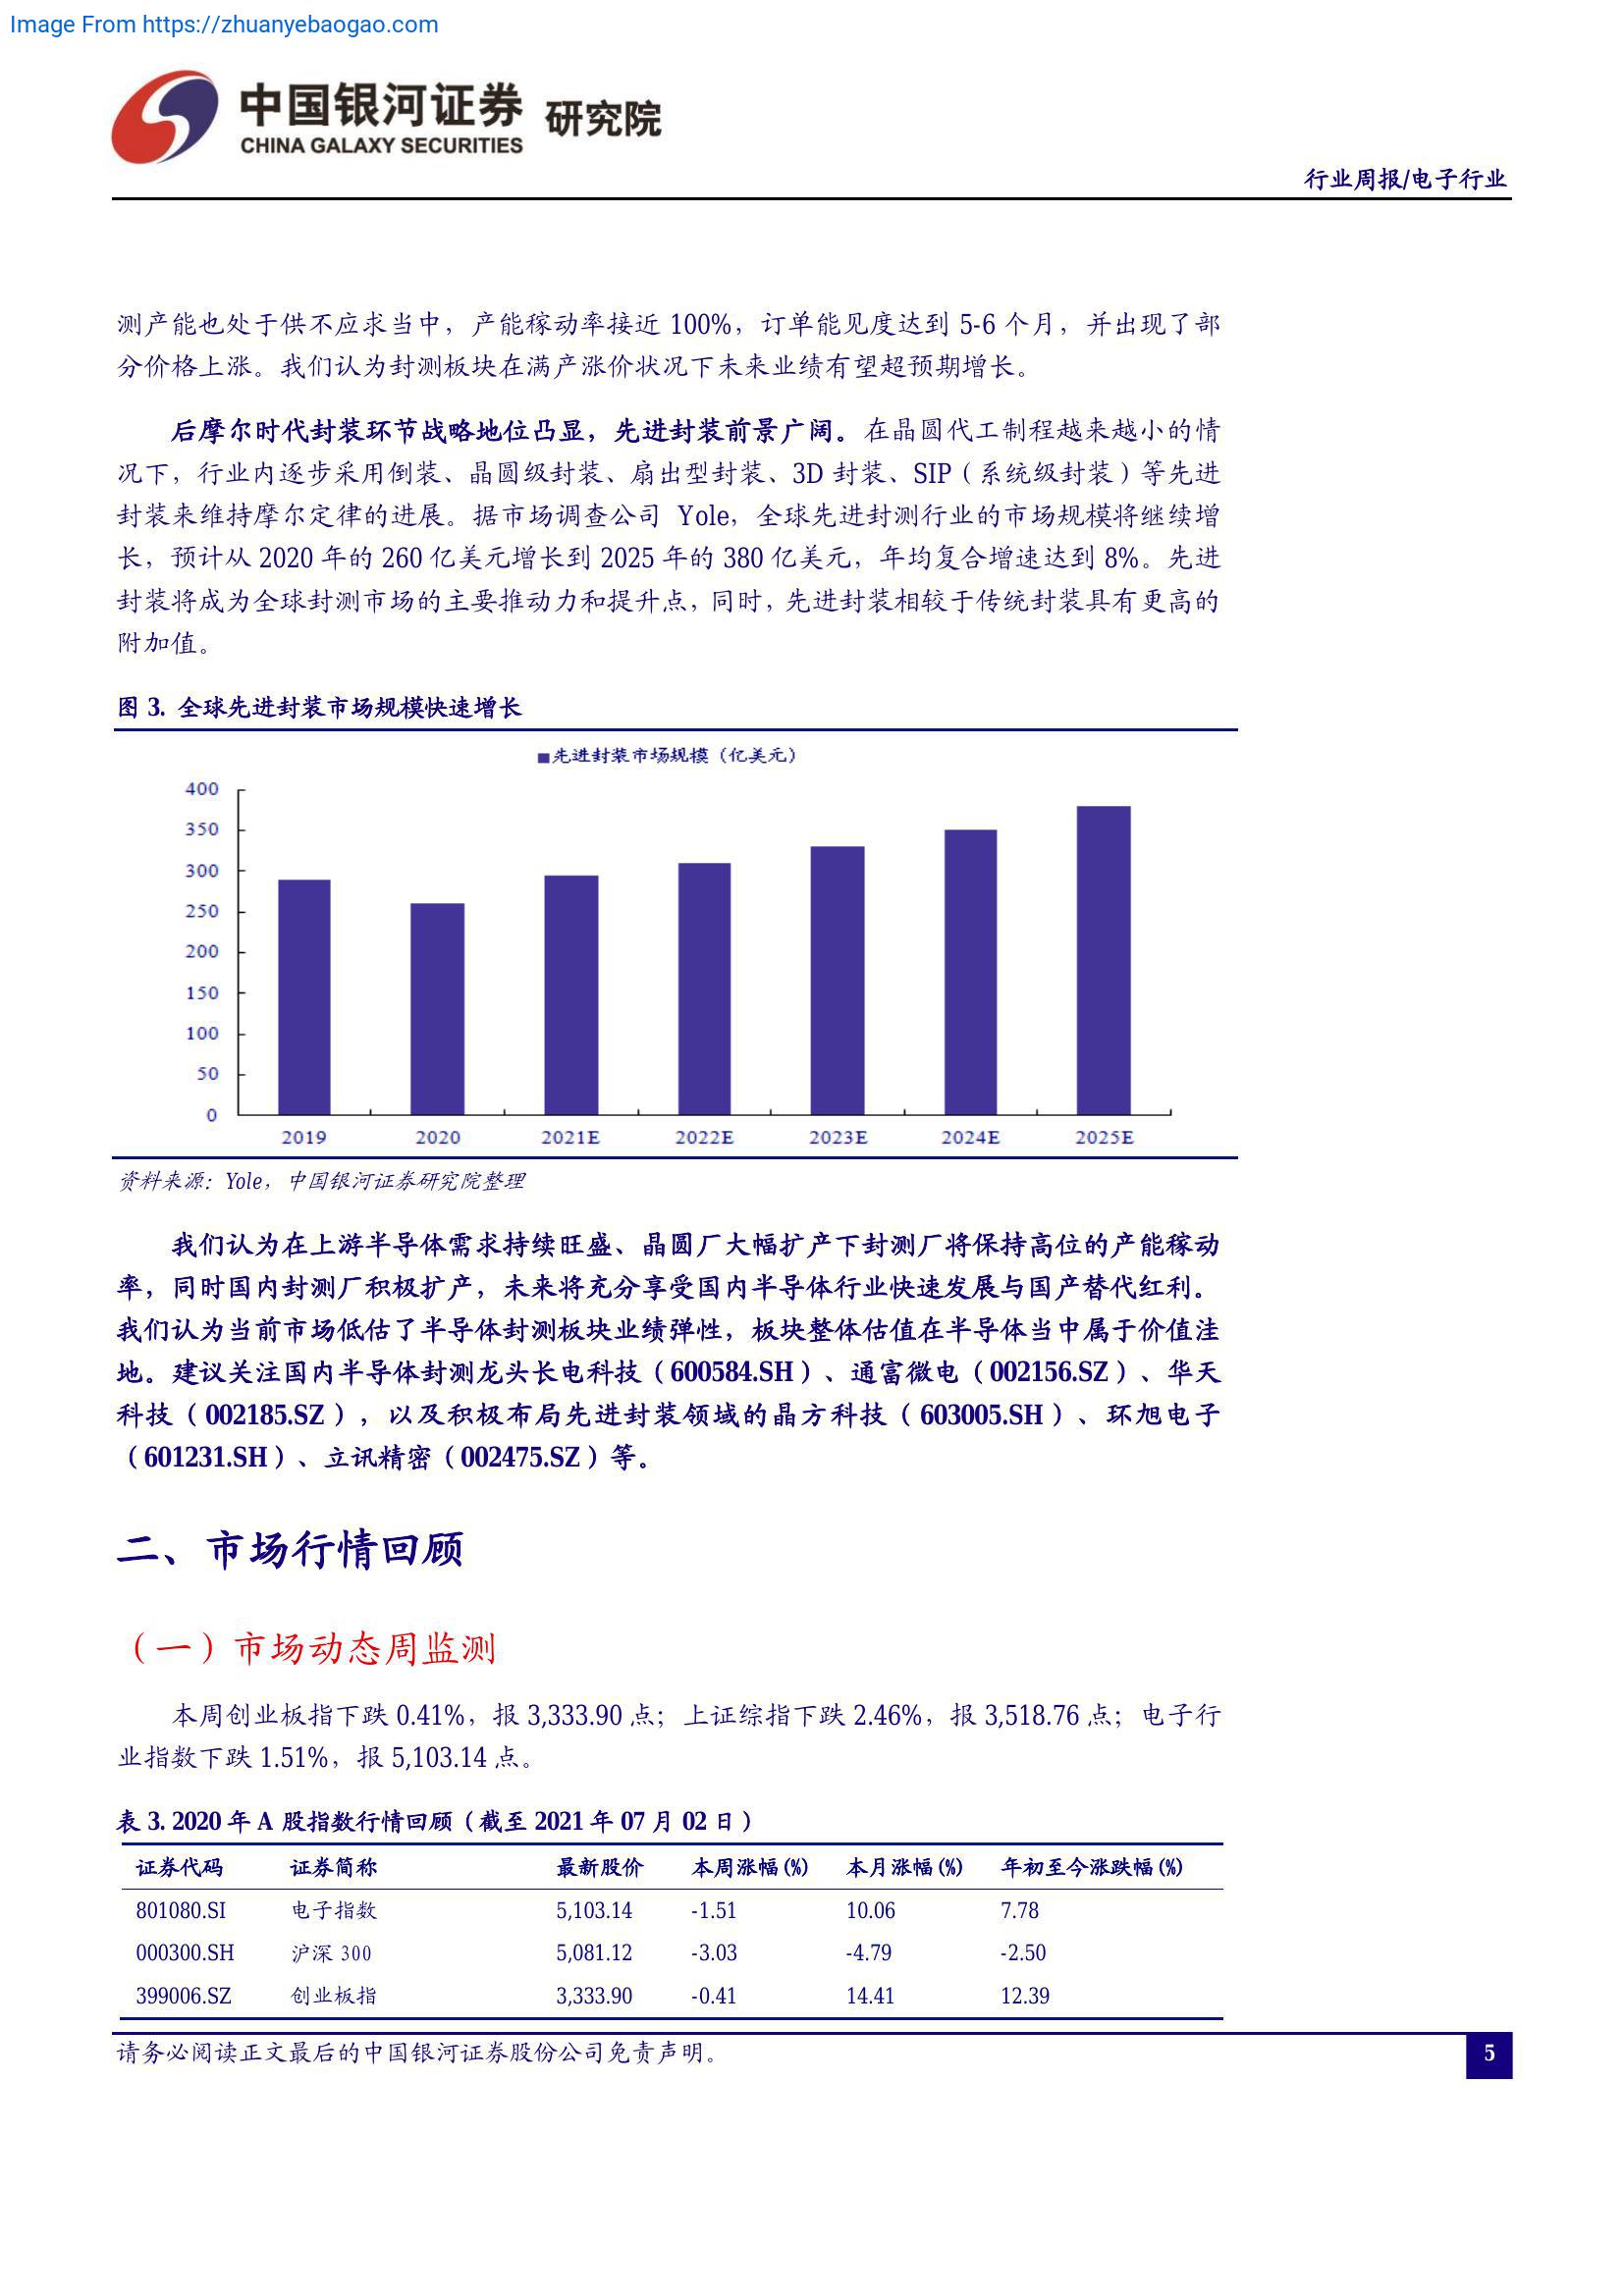 Image From https://zhuanyebaogao.com
中国银河证券 研究院
CHINA GALAXY SECURITIES
行业周报/电子行业
测产能也处于供不应求当中，产能稼动率接近 100%，订单能见度达到 5-6 个月，并出现了部
分价格上涨。我们认为封测板块在满产涨价状况下未来业绩有望超预期增长。
后摩尔时代封装环节战略地位凸显，先进封装前景广阔。在晶圆代工制程越来越小的情
况下，行业内逐步采用倒装、晶圆级封装、扇出型封装、3D 封装、SIP（系统级封装）等先进
封装来维持摩尔定律的进展。据市场调查公司 Yole，全球先进封测行业的市场规模将继续增
长，预计从 2020 年的 260 亿美元增长到 2025 年的 380 亿美元，年均复合增速达到 8%。先进
封装将成为全球封测市场的主要推动力和提升点，同时，先进封装相较于传统封装具有更高的
附加值。
图 3. 全球先进封装市场规模快速增长
先进封装市场规模（亿美元）
400
350
300
250
200
150
100
50
0
2019 2020 2021E 2022E 2023E 2024E 2025E
资料来源：Yole，中国银河证券研究院整理
我们认为在上游半导体需求持续旺盛、晶圆厂大幅扩产下封测厂将保持高位的产能稼动
率，同时国内封测厂积极扩产，未来将充分享受国内半导体行业快速发展与国产替代红利。
我们认为当前市场低估了半导体封测板块业绩弹性，板块整体估值在半导体当中属于价值洼
地。建议关注国内半导体封测龙头长电科技（600584.SH）、通富微电（002156.SZ）、华天
科技（002185.SZ），以及积极布局先进封装领域的晶方科技（603005.SH）、环旭电子
（601231.SH）、立讯精密（002475.SZ）等。
二、市场行情回顾
（一）市场动态周监测
本周创业板指下跌 0.41%，报 3,333.90 点；上证综指下跌 2.46%，报 3,518.76 点；电子行
业指数下跌 1.51%，报 5,103.14 点。
表 3. 2020 年 A 股指数行情回顾（截至 2021 年 07 月 02 日）
证券代码 证券简称 最新股价 本周涨幅(%) 本月涨幅(%) 年初至今涨跌幅(%)
801080.SI 电子指数 5,103.14 -1.51 10.06 7.78
000300.SH 沪深 300 5,081.12 -3.03 -4.79 -2.50
399006.SZ 创业板指 3,333.90 -0.41 14.41 12.39
请务必阅读正文最后的中国银河证券股份公司免责声明。
5